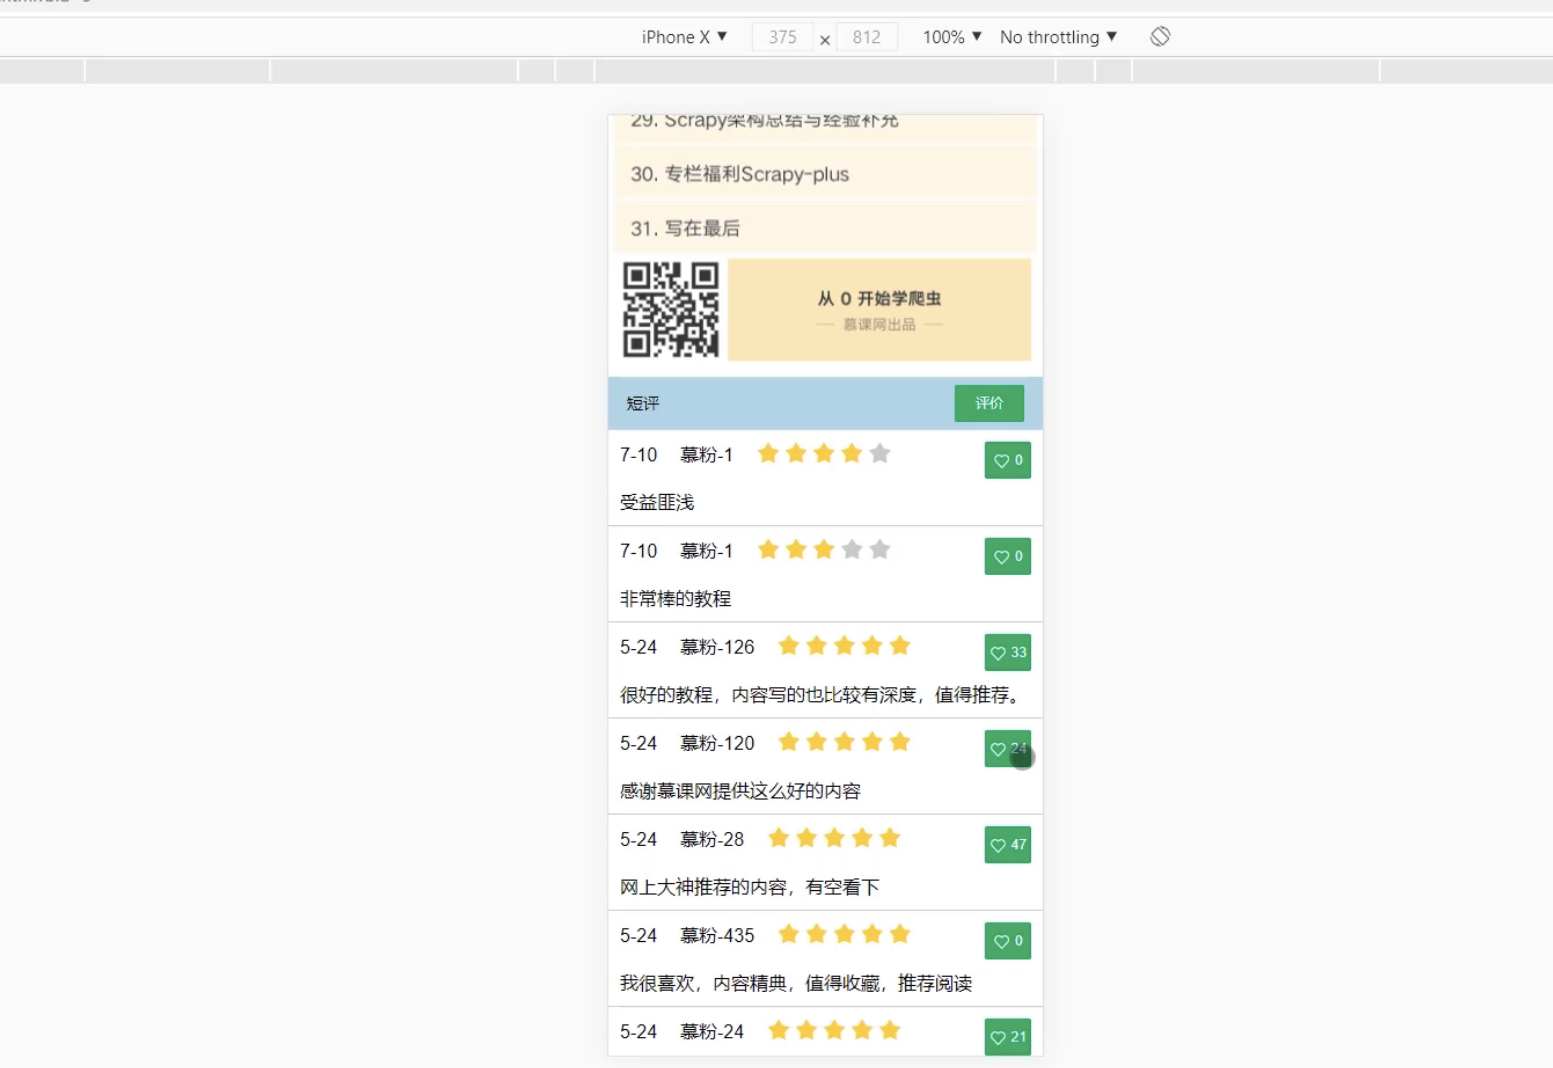 iPhone X ▼ 375 × 812 100% ▼ No throttling ▼
29. Scrapy架构总结与经验补充
30. 专栏福利Scrapy-plus
31. 写在最后
从 0 开始学爬虫
慕课网出品
短评 评价
7-10 慕粉-1 0
受益匪浅
7-10 慕粉-1 0
非常棒的教程
5-24 慕粉-126 33
很好的教程，内容写的也比较有深度，值得推荐。
5-24 慕粉-120 24
感谢慕课网提供这么好的内容
5-24 慕粉-28 47
网上大神推荐的内容，有空看下
5-24 慕粉-435 0
我很喜欢，内容精典，值得收藏，推荐阅读
5-24 慕粉-24 21